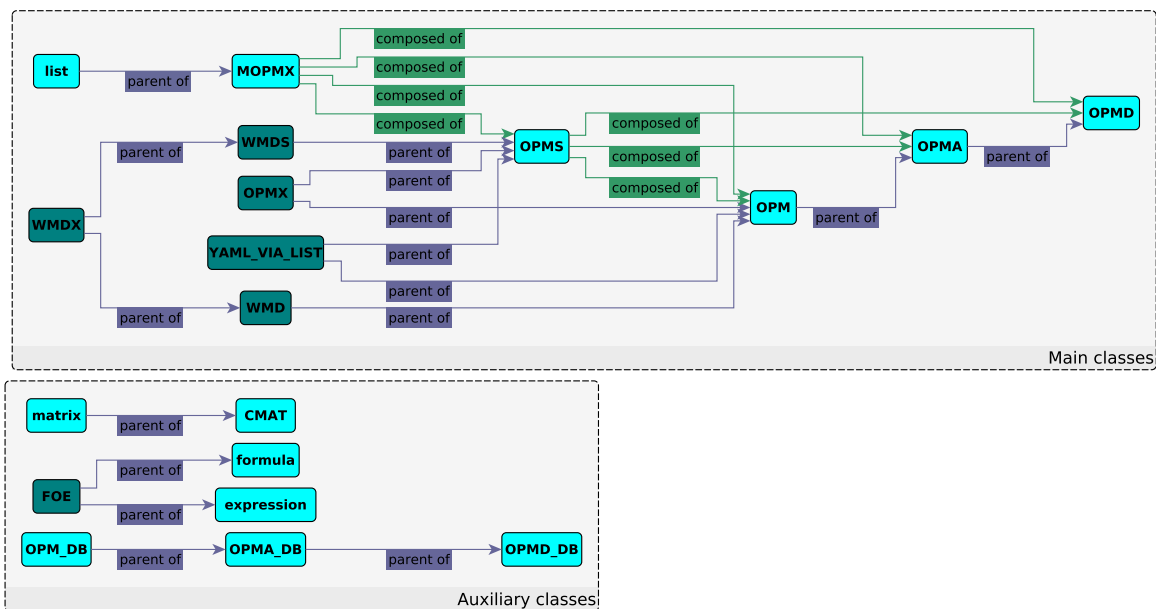 composed of
list
parent of
MOPMX
composed of
composed of
composed of
OPMD
WMDS
OPMS
composed of
OPMA
parent of
parent of
parent of
composed of
OPMX
parent of
composed of
WMDX
parent of
OPM
parent of
YAML_VIA_LIST
parent of
parent of
WMD
parent of
parent of
Main classes
matrix
parent of
CMAT
formula
parent of
FOE
expression
parent of
OPM_DB
parent of
OPMA_DB
parent of
OPMD_DB
Auxiliary classes